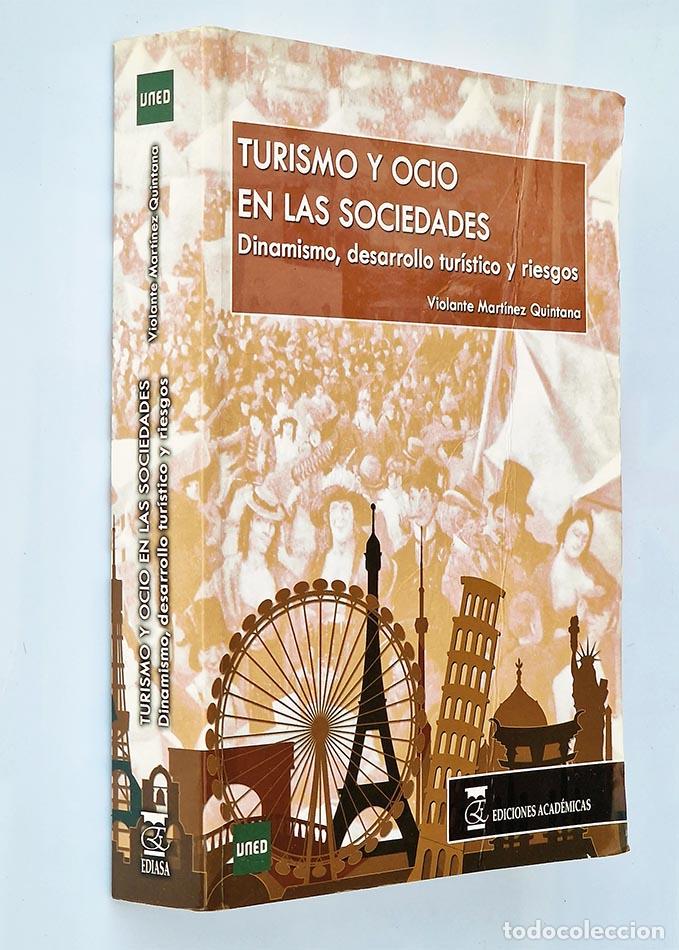 UNED
Violante Martínez Quintana
TURISMO Y OCIO EN LAS SOCIEDADES
Dinamismo, desarrollo turístico y riesgos
EDIASA
TURISMO Y OCIO
EN LAS SOCIEDADES
Dinamismo, desarrollo turístico y riesgos
Violante Martínez Quintana
EDICIONES ACADÉMICAS
UNED
todocoleccion